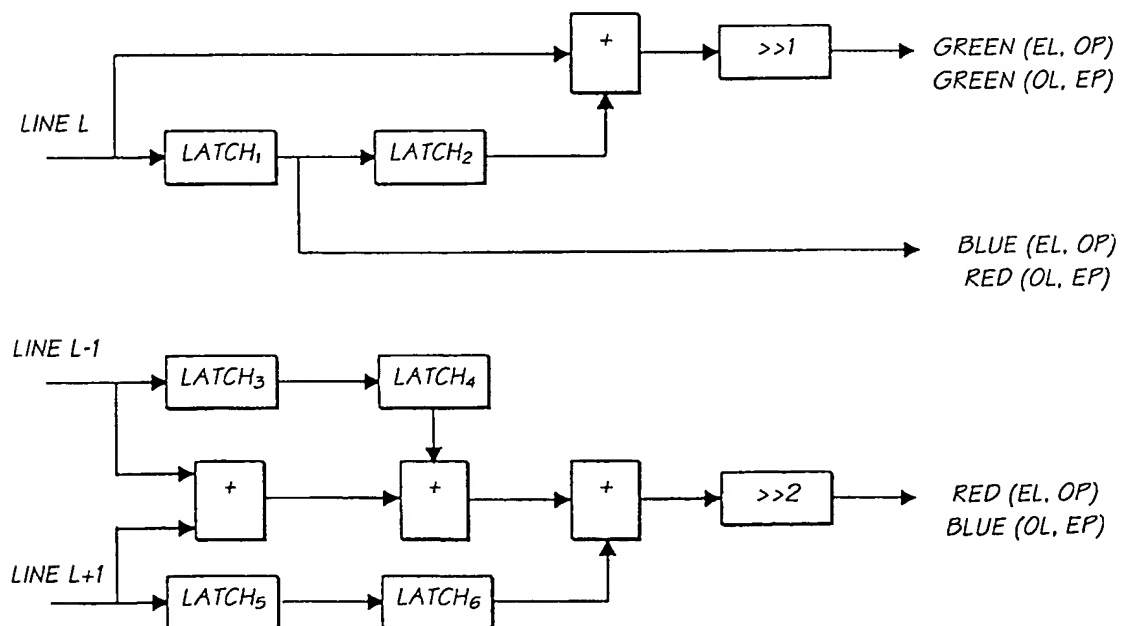 +
>>1
GREEN (EL, OP)
GREEN (OL, EP)
LINE L
LATCH₁
LATCH₂
BLUE (EL, OP)
RED (OL, EP)
LINE L-1
LATCH₃
LATCH₄
+
+
+
>>2
RED (EL, OP)
BLUE (OL, EP)
LINE L+1
LATCH₅
LATCH₆